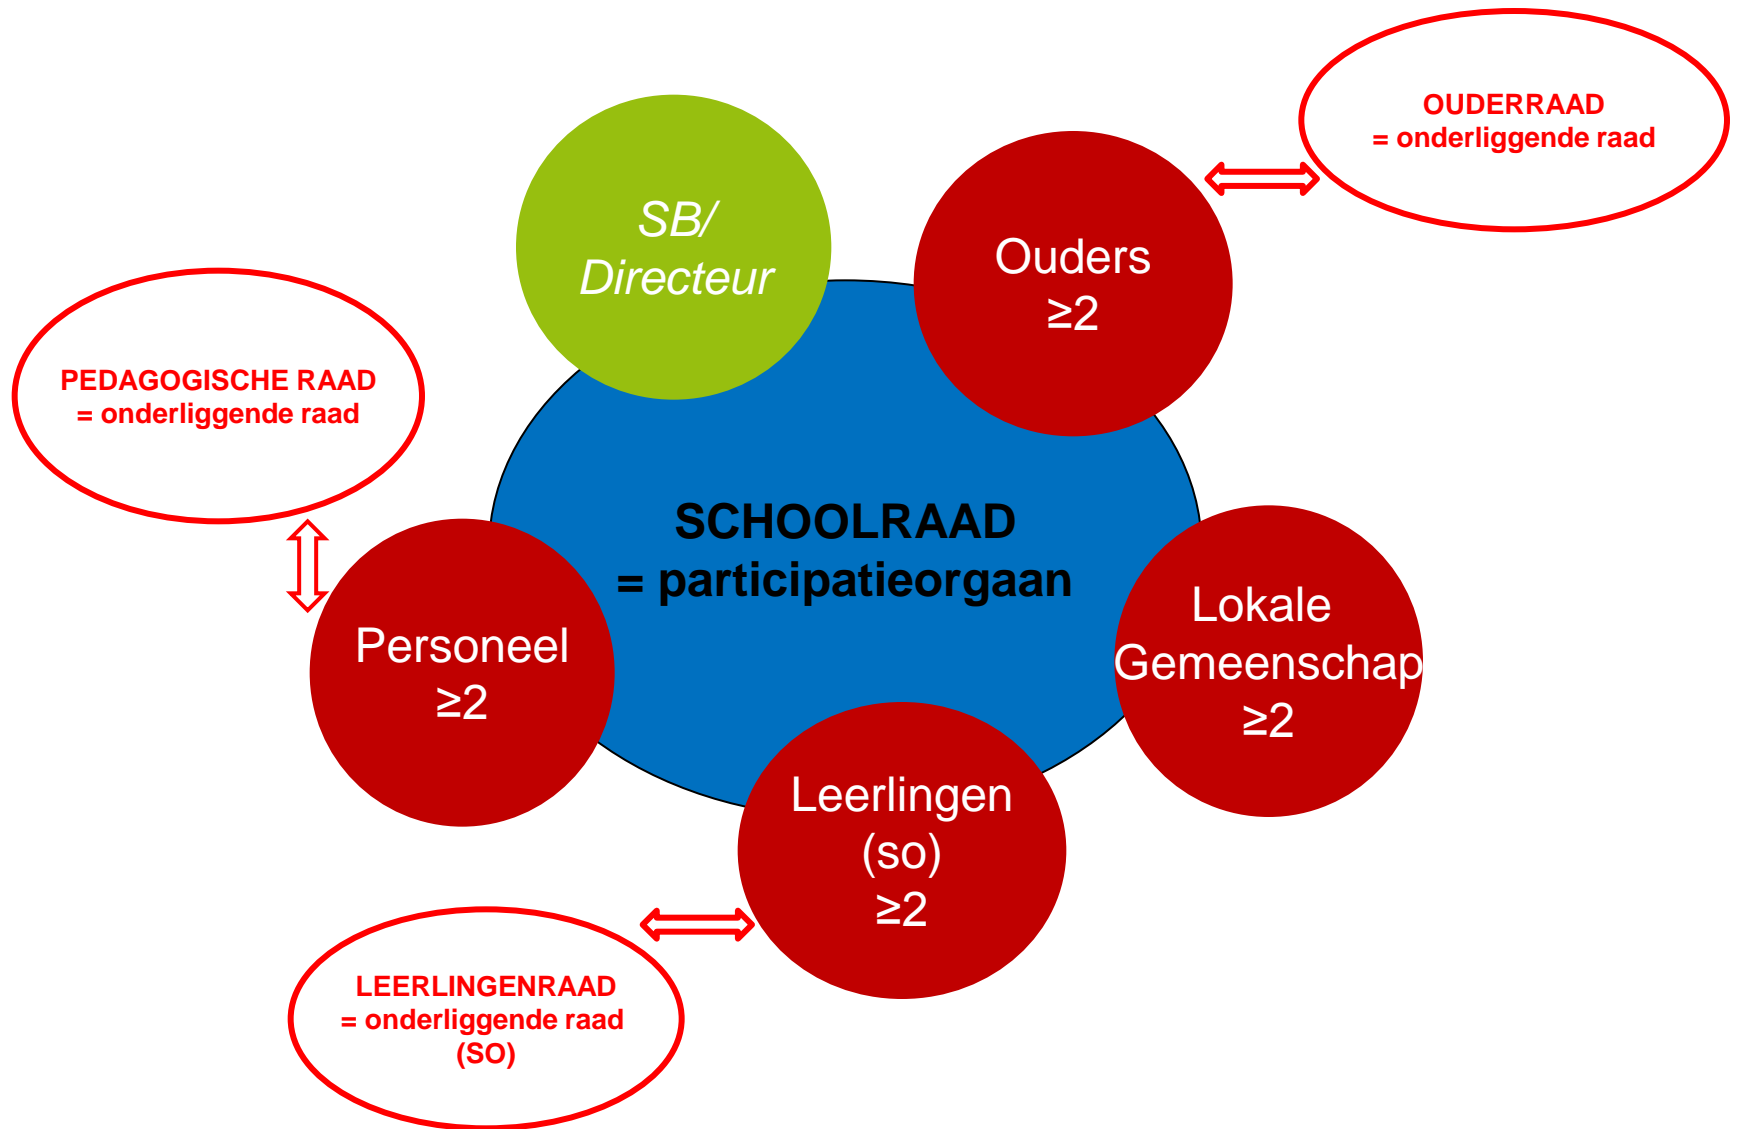 OUDERRAAD
= onderliggende raad
SB/
Directeur
Ouders
≥2
PEDAGOGISCHE RAAD
= onderliggende raad
SCHOOLRAAD
= participatieorgaan
Personeel
≥2
Lokale
Gemeenschap
≥2
Leerlingen
(so)
≥2
LEERLINGENRAAD
= onderliggende raad
(SO)